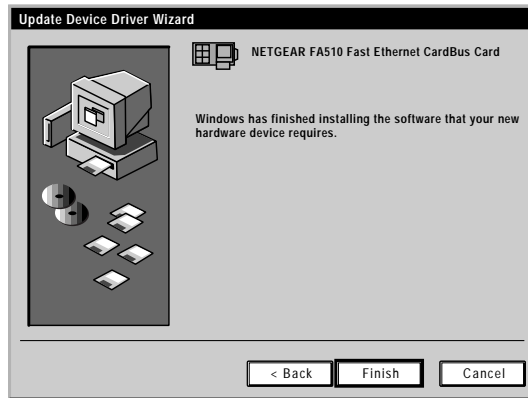 Update Device Driver Wizard
NETGEAR FA510 Fast Ethernet CardBus Card
Windows has finished installing the software that your new
hardware device requires.
< Back
Finish
Cancel